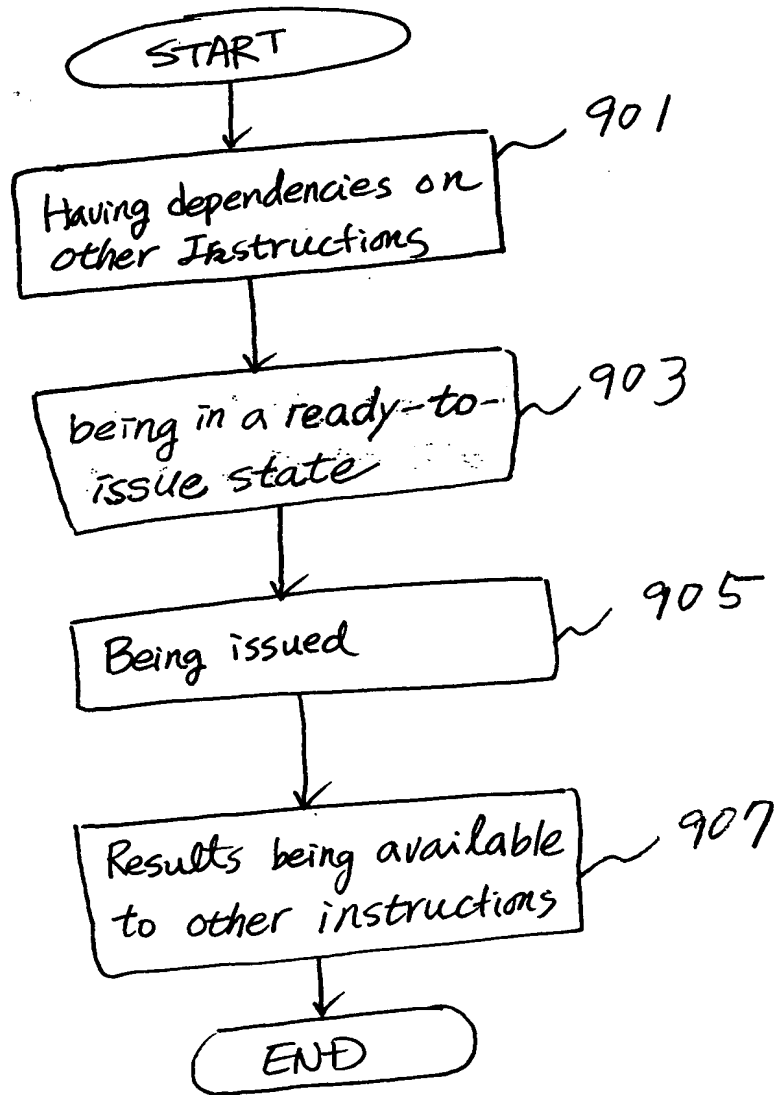 START
901
Having dependencies on
other Instructions
903
being in a ready-to-
issue state
905
Being issued
907
Results being available
to other instructions
END